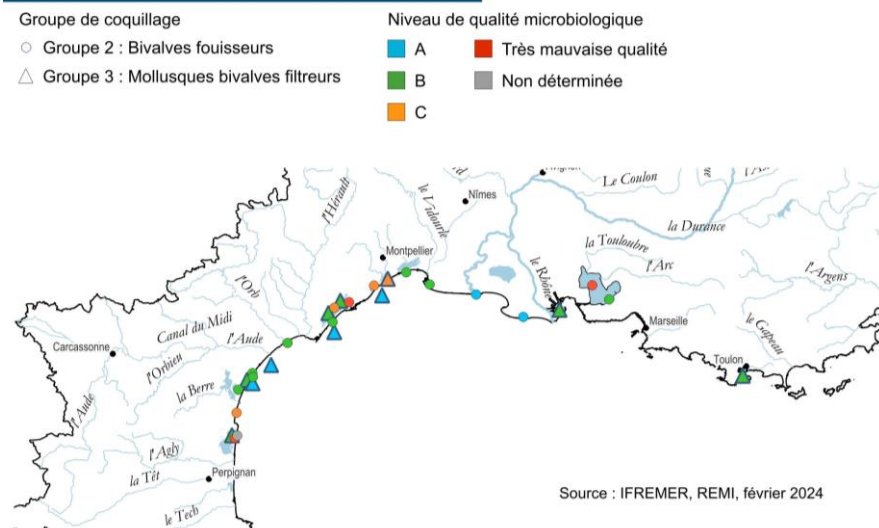 Groupe de coquillage
Groupe 2 : Bivalves fouisseurs
Groupe 3 : Mollusques bivalves filtreurs
Niveau de qualité microbiologique
A
B
C
Très mauvaise qualité
Non déterminée
Le Coulon
Nîmes
l'Hérault
le Vidourle
la Durance
Montpellier
la Touloubre
l'Arc
le Rhône
l'Argens
l'Orb
Canal du Midi
l'Aude
Marseille
le Gapeau
Carcassonne
l'Orbieu
Toulon
la Berre
l'Aude
l'Agly
la Têt
Perpignan
le Tech
Source : IFREMER, REMI, février 2024